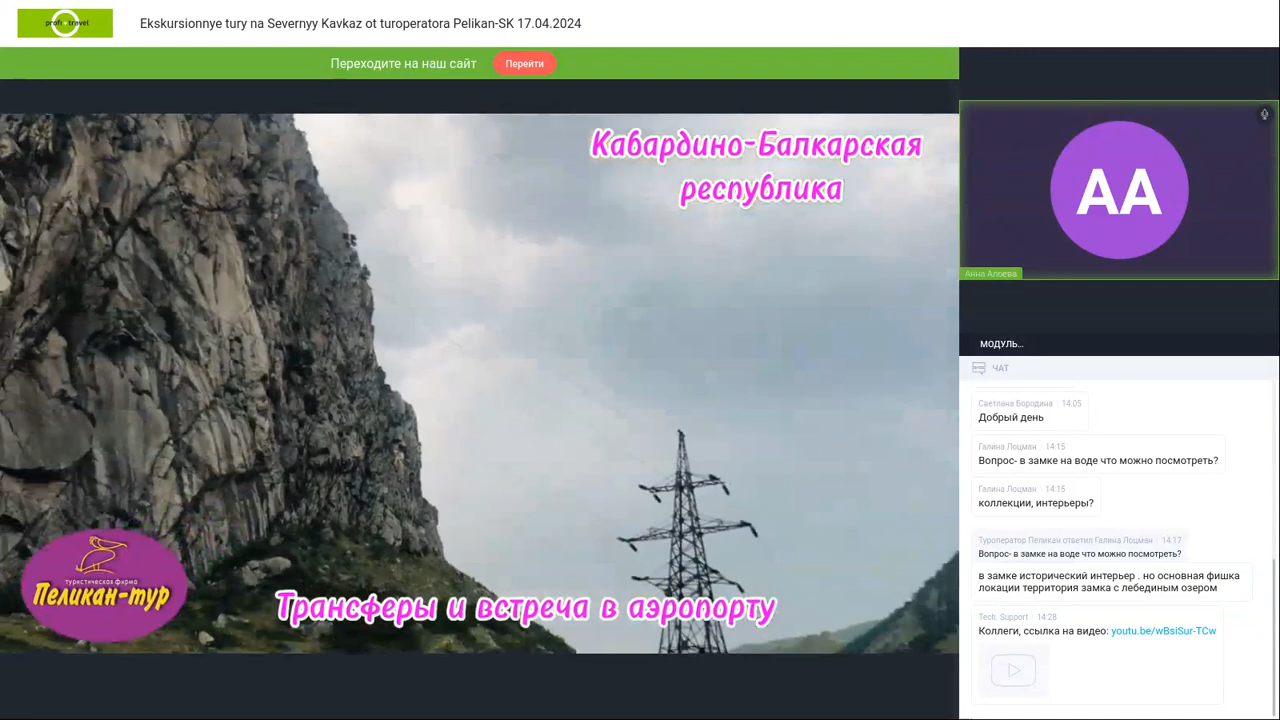 profi travel
Ekskursionnye tury na Severnyy Kavkaz ot turoperatora Pelikan-SK 17.04.2024
Переходите на наш сайт
Перейти
Кабардино-Балкарская
республика
туристическая фирма
Пеликан-тур
Трансферы и встреча в аэропорту
АА
Анна Алоева
МОДУЛЬ...
ЧАТ
Светлена Бородина 14:05
Добрый день
Галина Лоцман 14:15
Вопрос- в замке на воде что можно посмотреть?
Галина Лоцман 14:15
коллекции, интерьеры?
Туроператор Пеликан ответил Галина Лоцман 14:17
Вопрос- в замке на воде что можно посмотреть?
в замке исторический интерьер . но основная фишка
локации территория замка с лебединым озером
Tech. Support 14:28
Коллеги, ссылка на видео: youtu.be/wBsiSur-TCw